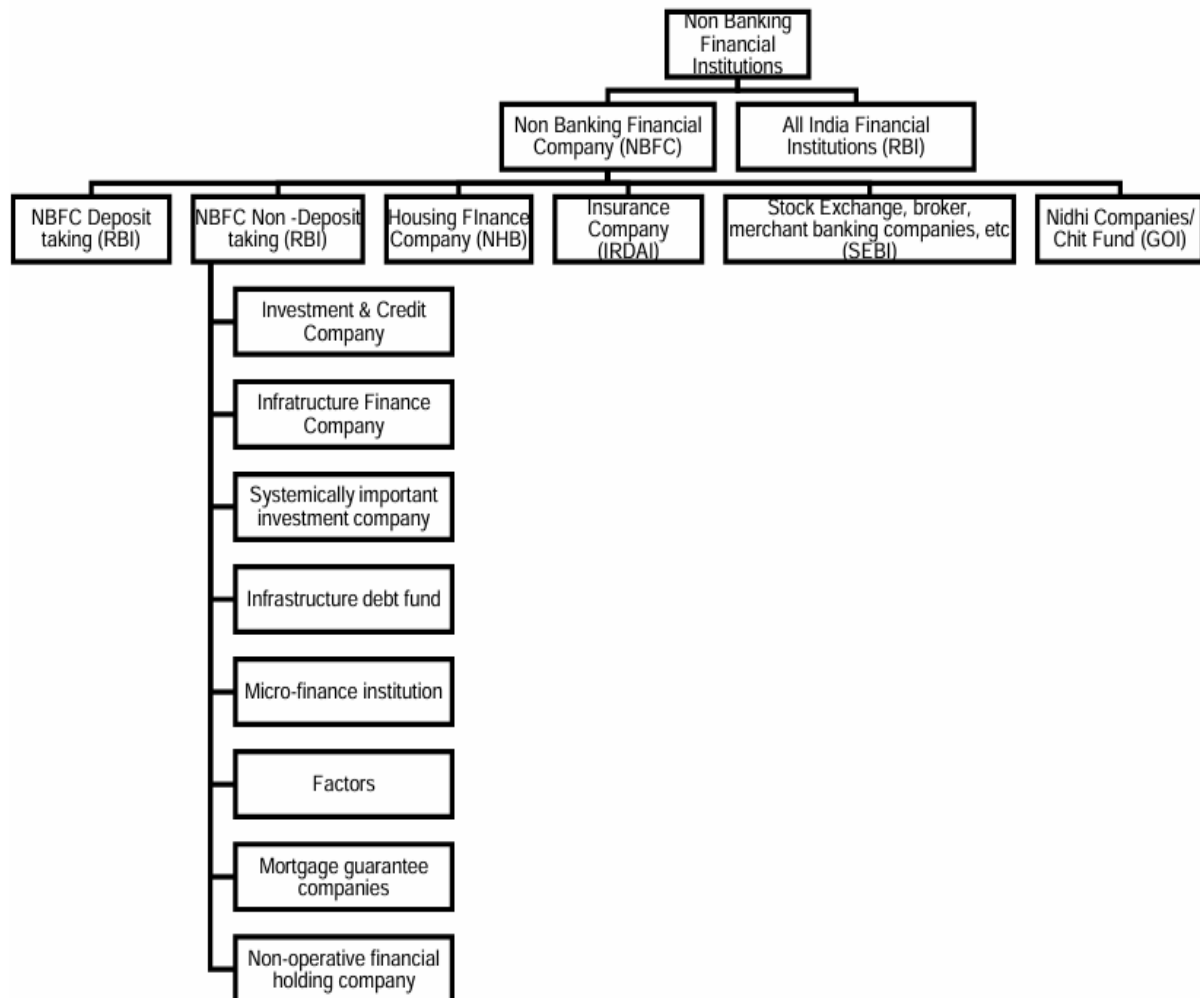 Non Banking
Financial
Institutions
Non Banking Financial
Company (NBFC)
All India Financial
Institutions (RBI)
NBFC Deposit
taking (RBI)
NBFC Non -Deposit
taking (RBI)
Housing FInance
Company (NHB)
Insurance
Company
(IRDAI)
Stock Exchange, broker,
merchant banking companies, etc
(SEBI)
Nidhi Companies/
Chit Fund (GOI)
Investment & Credit
Company
Infratructure Finance
Company
Systemically important
investment company
Infrastructure debt fund
Micro-finance institution
Factors
Mortgage guarantee
companies
Non-operative financial
holding company